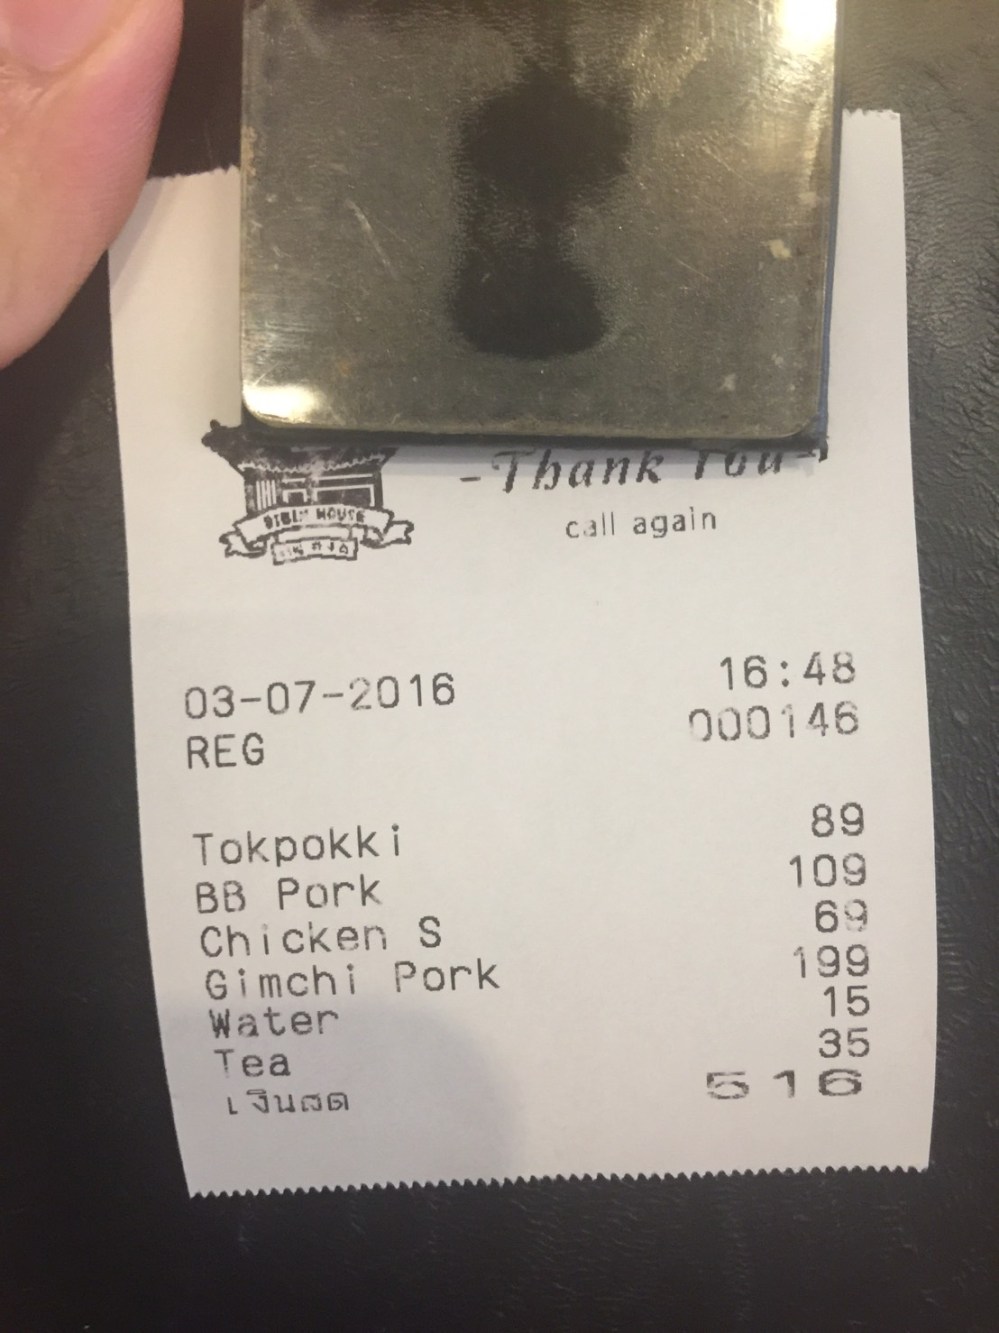 -Thank You-
call again
HOUSE
03-07-2016 16:48
REG 000146
Tokpokki 89
BB Pork 109
Chicken S 69
Gimchi Pork 199
Water 15
Tea 35
เงินสด 516